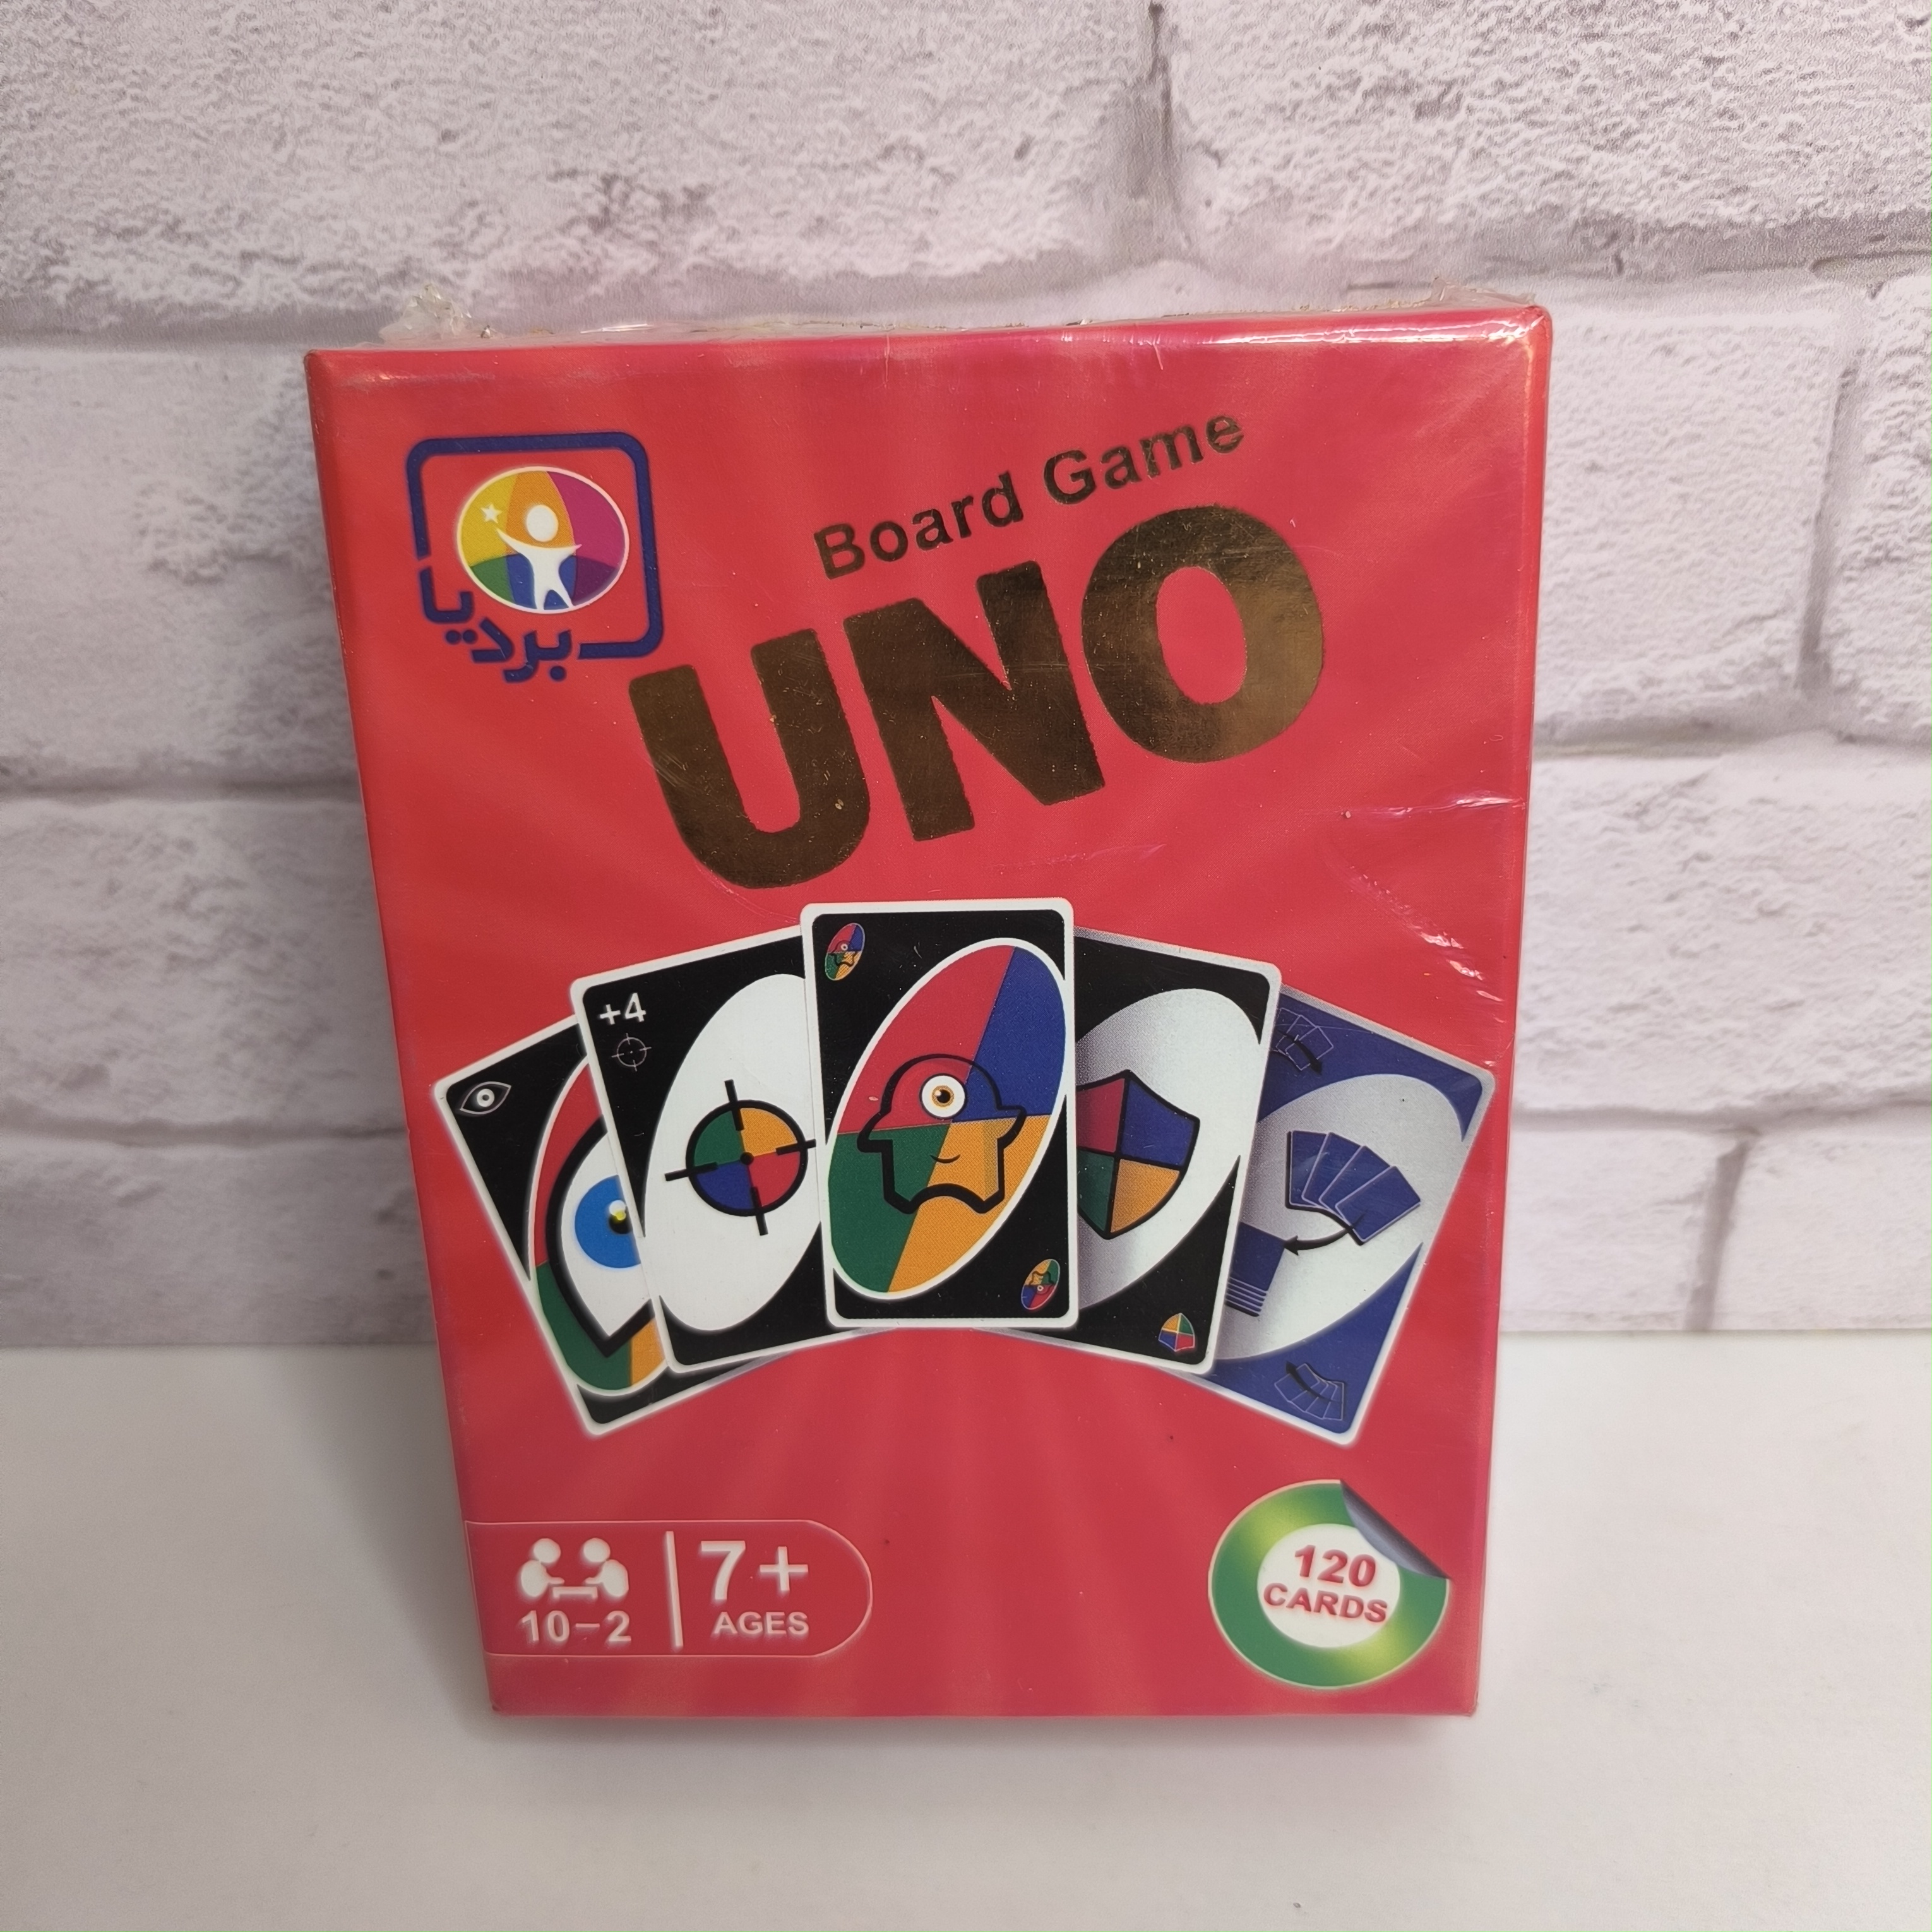 بردیا
Board Game
UNO
+4
10-2
7+
AGES
120
CARDS